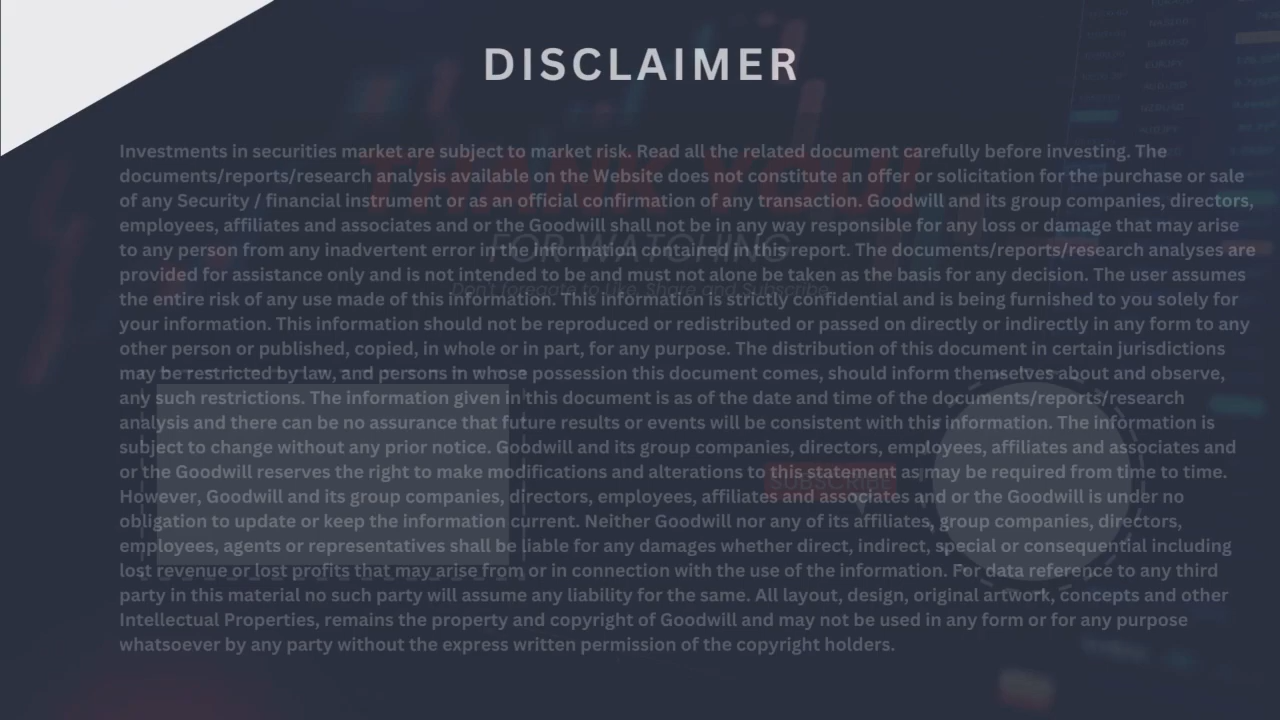 DISCLAIMER
Investments in securities market are subject to market risk. Read all the related document carefully before investing. The
documents/reports/research analysis available on the Website does not constitute an offer or solicitation for the purchase or sale
of any Security / financial instrument or as an official confirmation of any transaction. Goodwill and its group companies, directors,
employees, affiliates and associates and or the Goodwill shall not be in any way responsible for any loss or damage that may arise
to any person from any inadvertent error in the information contained in this report. The documents/reports/research analyses are
provided for assistance only and is not intended to be and must not alone be taken as the basis for any decision. The user assumes
the entire risk of any use made of this information. This information is strictly confidential and is being furnished to you solely for
your information. This information should not be reproduced or redistributed or passed on directly or indirectly in any form to any
other person or published, copied, in whole or in part, for any purpose. The distribution of this document in certain jurisdictions
may be restricted by law, and persons in whose possession this document comes, should inform themselves about and observe,
any such restrictions. The information given in this document is as of the date and time of the documents/reports/research
analysis and there can be no assurance that future results or events will be consistent with this information. The information is
subject to change without any prior notice. Goodwill and its group companies, directors, employees, affiliates and associates and
or the Goodwill reserves the right to make modifications and alterations to this statement as may be required from time to time.
However, Goodwill and its group companies, directors, employees, affiliates and associates and or the Goodwill is under no
obligation to update or keep the information current. Neither Goodwill nor any of its affiliates, group companies, directors,
employees, agents or representatives shall be liable for any damages whether direct, indirect, special or consequential including
lost revenue or lost profits that may arise from or in connection with the use of the information. For data reference to any third
party in this material no such party will assume any liability for the same. All layout, design, original artwork, concepts and other
Intellectual Properties, remains the property and copyright of Goodwill and may not be used in any form or for any purpose
whatsoever by any party without the express written permission of the copyright holders.
THANK YOU!
FOR WATCHING
Like, Share and Subscribe
SUBSCRIBE